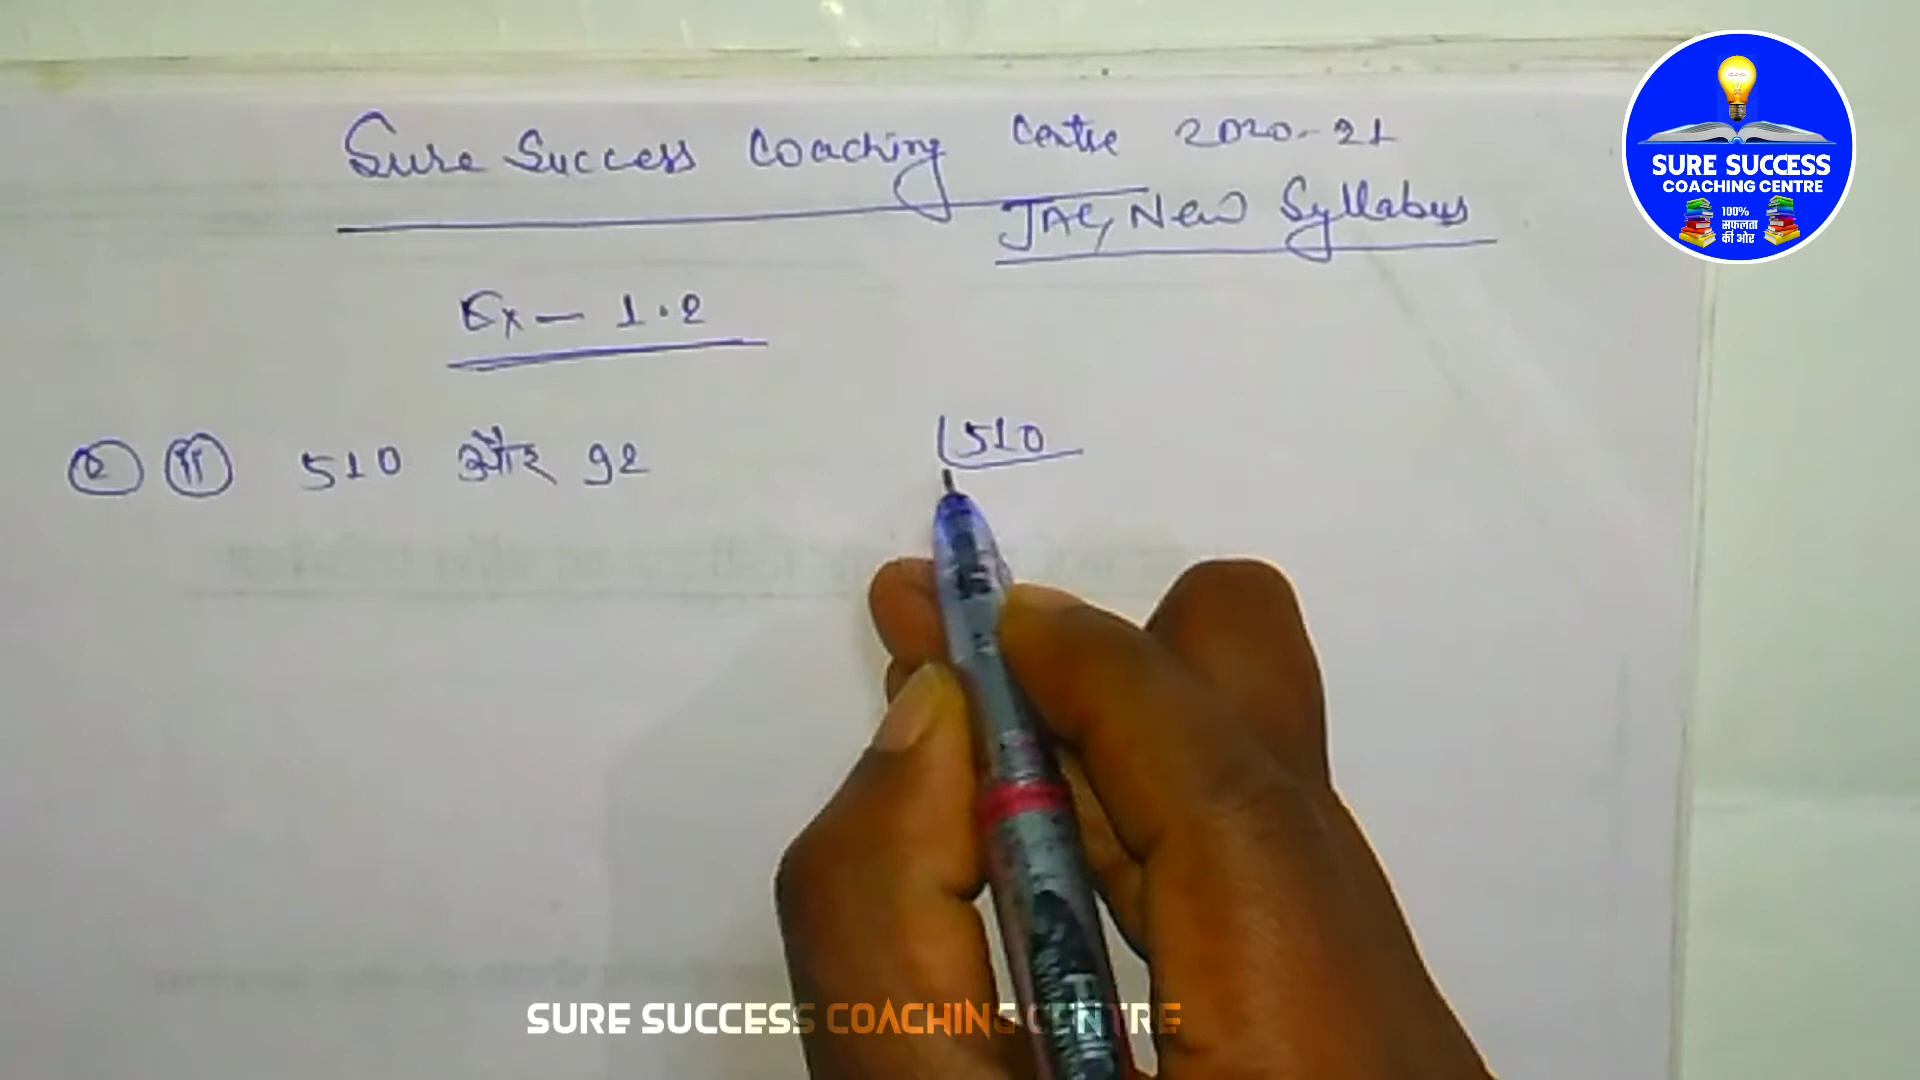 Sure Success Coaching Centre 2020-21
JAC, New Syllabus
Ex - 1.2
2 ii 510 और 92
510
SURE SUCCESS
COACHING CENTRE
100%
सफलता
की ओर
SURE SUCCESS COACHING CENTRE